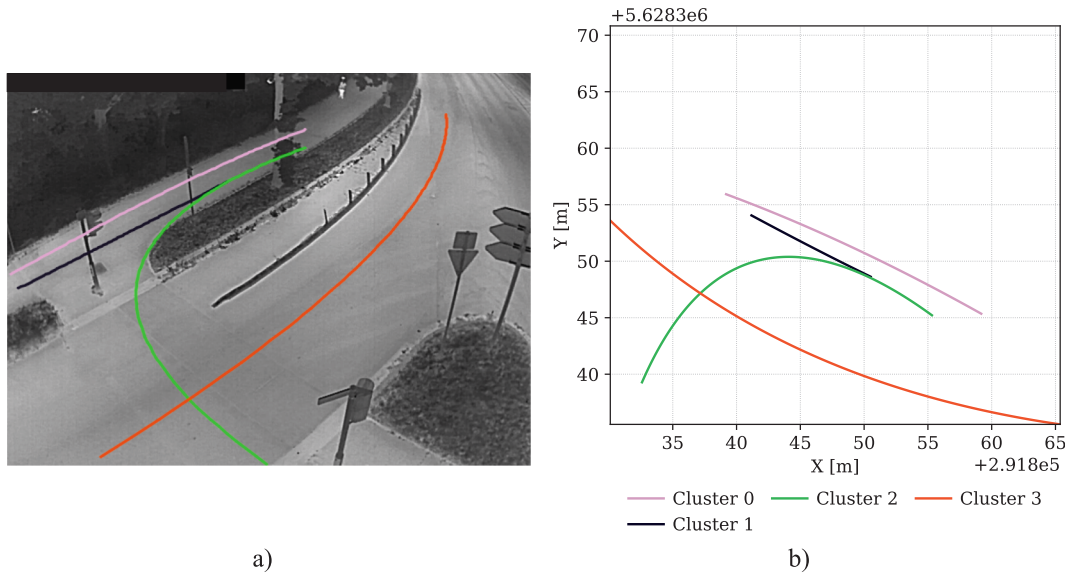 +5.6283e6
70
65
60
55
50
45
40
Y [m]
35 40 45 50 55 60 65
X [m]
+2.918e5
Cluster 0 Cluster 2 Cluster 3
Cluster 1
a) b)